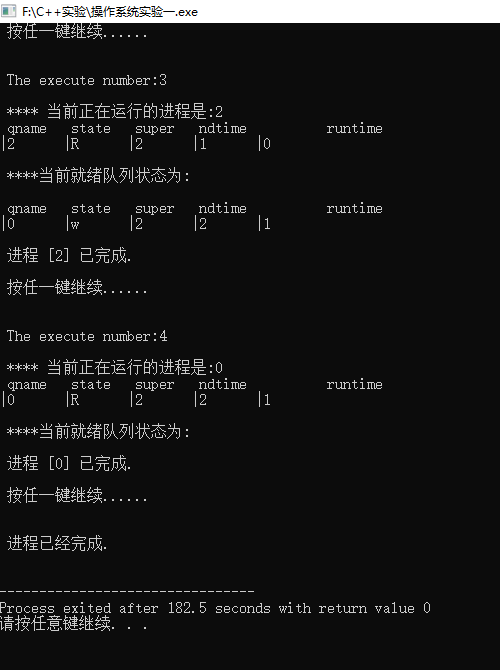 F:\C++实验\操作系统实验一.exe
按任一键继续......
The execute number:3
**** 当前正在运行的进程是:2
qname state super ndtime runtime
|2 |R |2 |1 |0
****当前就绪队列状态为:
qname state super ndtime runtime
|0 |w |2 |2 |1
进程 [2] 已完成.
按任一键继续......
The execute number:4
**** 当前正在运行的进程是:0
qname state super ndtime runtime
|0 |R |2 |2 |1
****当前就绪队列状态为:
进程 [0] 已完成.
按任一键继续......
进程已经完成.
--------------------------------
Process exited after 182.5 seconds with return value 0
请按任意键继续. . .